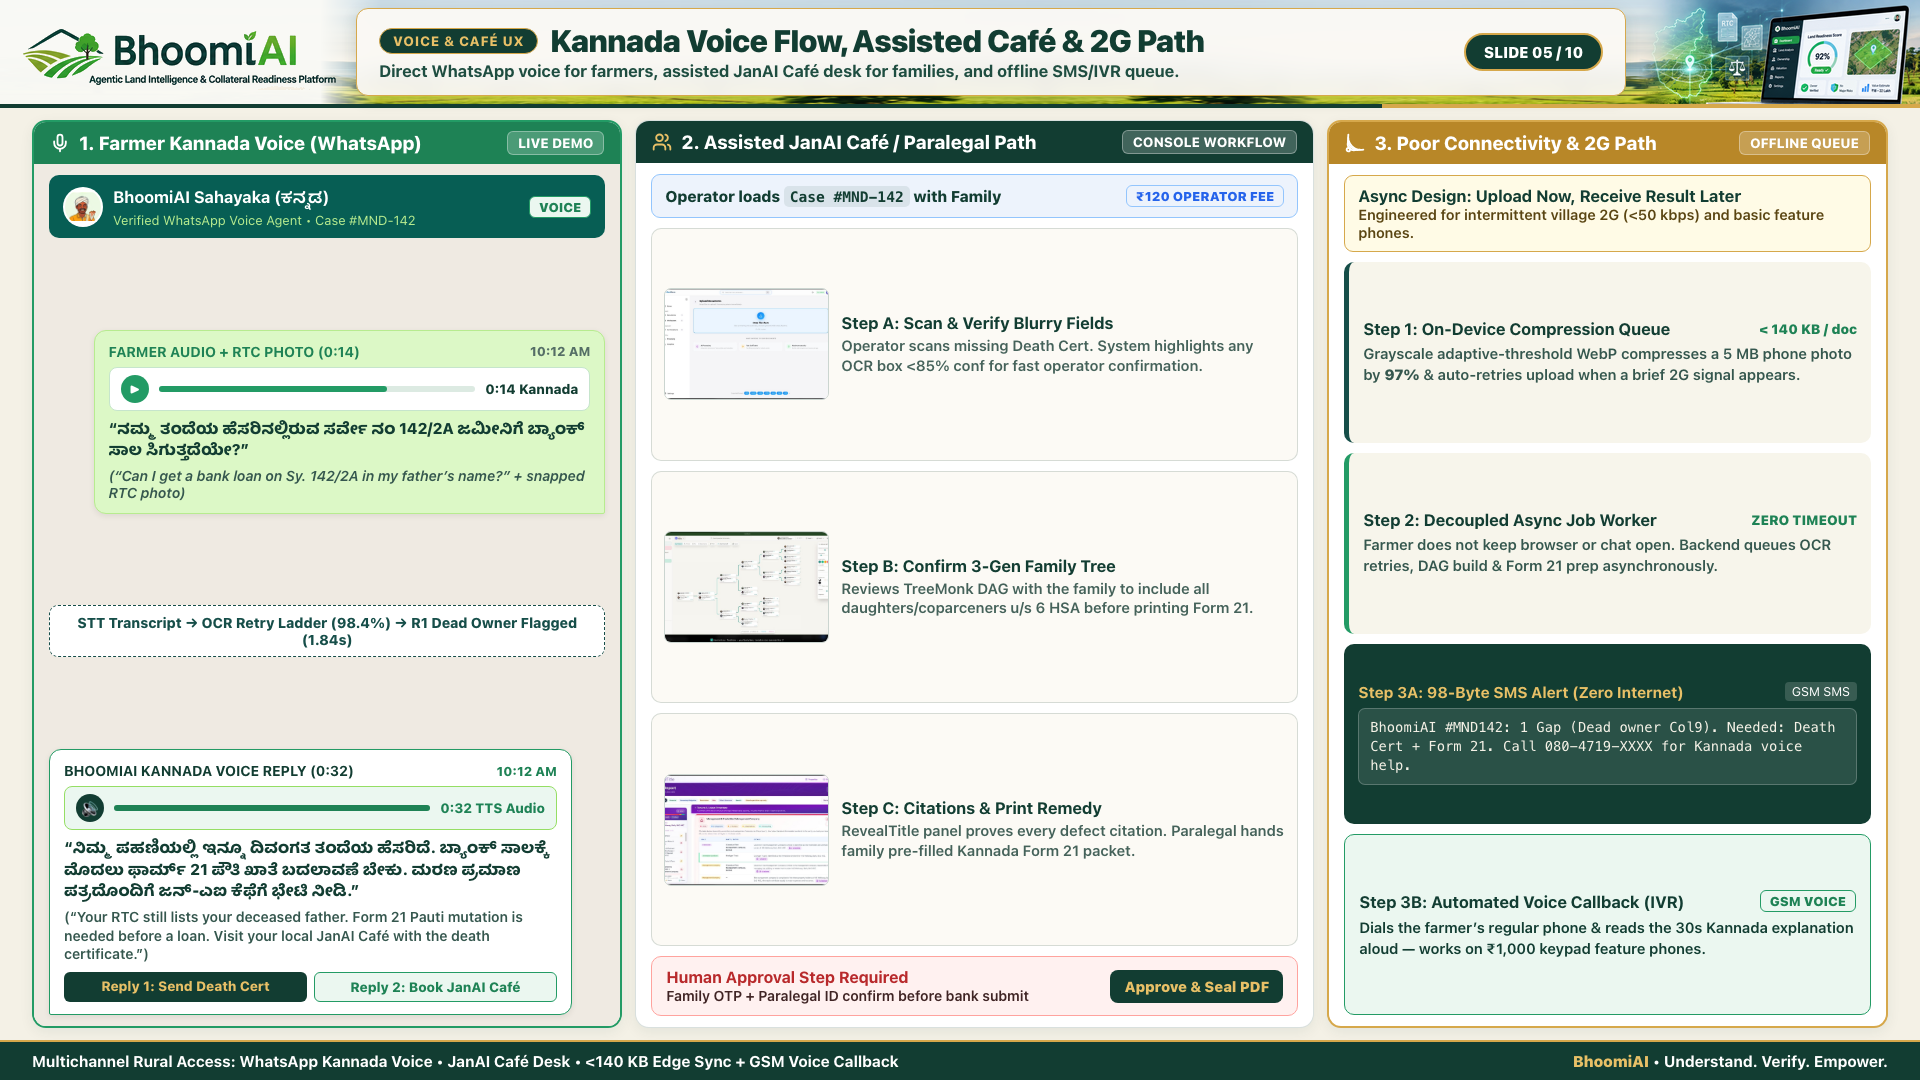 BhoomiAI
Agentic Land Intelligence & Collateral Readiness Platform
VOICE & CAFÉ UX
Kannada Voice Flow, Assisted Café & 2G Path
Direct WhatsApp voice for farmers, assisted JanAI Café desk for families, and offline SMS/IVR queue.
SLIDE 05 / 10
1. Farmer Kannada Voice (WhatsApp)
LIVE DEMO
BhoomiAI Sahayaka (ಕನ್ನಡ)
Verified WhatsApp Voice Agent • Case #MND-142
VOICE
FARMER AUDIO + RTC PHOTO (0:14)
10:12 AM
0:14 Kannada
“ನಮ್ಮ ತಂದೆಯ ಹೆಸರಿನಲ್ಲಿರುವ ಸರ್ವೇ ನಂ 142/2A ಜಮೀನಿಗೆ ಬ್ಯಾಂಕ್
ಸಾಲ ಸಿಗುತ್ತದೆಯೇ?”
(“Can I get a bank loan on Sy. 142/2A in my father’s name?” + snapped
RTC photo)
STT Transcript → OCR Retry Ladder (98.4%) → R1 Dead Owner Flagged
(1.84s)
BHOOMIAI KANNADA VOICE REPLY (0:32)
10:12 AM
0:32 TTS Audio
“ನಿಮ್ಮ ಪಹಣಿಯಲ್ಲಿ ಇನ್ನೂ ದಿವಂಗತ ತಂದೆಯ ಹೆಸರಿದೆ. ಬ್ಯಾಂಕ್ ಸಾಲಕ್ಕೆ
ಮೊದಲು ಫಾರ್ಮ್ 21 ಪೌತಿ ಖಾತೆ ಬದಲಾವಣೆ ಬೇಕು. ಮರಣ ಪ್ರಮಾಣ
ಪತ್ರದೊಂದಿಗೆ ಜನ್-ಎಐ ಕೆಫೆಗೆ ಭೇಟಿ ನೀಡಿ.”
(“Your RTC still lists your deceased father. Form 21 Pauti mutation is
needed before a loan. Visit your local JanAI Café with the death
certificate.”)
Reply 1: Send Death Cert
Reply 2: Book JanAI Café
2. Assisted JanAI Café / Paralegal Path
CONSOLE WORKFLOW
Operator loads Case #MND-142 with Family
₹120 OPERATOR FEE
Step A: Scan & Verify Blurry Fields
Operator scans missing Death Cert. System highlights any
OCR box <85% conf for fast operator confirmation.
Step B: Confirm 3-Gen Family Tree
Reviews TreeMonk DAG with the family to include all
daughters/coparceners u/s 6 HSA before printing Form 21.
Step C: Citations & Print Remedy
RevealTitle panel proves every defect citation. Paralegal hands
family pre-filled Kannada Form 21 packet.
Human Approval Step Required
Family OTP + Paralegal ID confirm before bank submit
Approve & Seal PDF
3. Poor Connectivity & 2G Path
OFFLINE QUEUE
Async Design: Upload Now, Receive Result Later
Engineered for intermittent village 2G (<50 kbps) and basic feature
phones.
Step 1: On-Device Compression Queue
< 140 KB / doc
Grayscale adaptive-threshold WebP compresses a 5 MB phone photo
by 97% & auto-retries upload when a brief 2G signal appears.
Step 2: Decoupled Async Job Worker
ZERO TIMEOUT
Farmer does not keep browser or chat open. Backend queues OCR
retries, DAG build & Form 21 prep asynchronously.
Step 3A: 98-Byte SMS Alert (Zero Internet)
GSM SMS
BhoomiAI #MND142: 1 Gap (Dead owner Col9). Needed: Death
Cert + Form 21. Call 080-4719-XXXX for Kannada voice
help.
Step 3B: Automated Voice Callback (IVR)
GSM VOICE
Dials the farmer’s regular phone & reads the 30s Kannada explanation
aloud — works on ₹1,000 keypad feature phones.
Multichannel Rural Access: WhatsApp Kannada Voice • JanAI Café Desk • <140 KB Edge Sync + GSM Voice Callback
BhoomiAI • Understand. Verify. Empower.